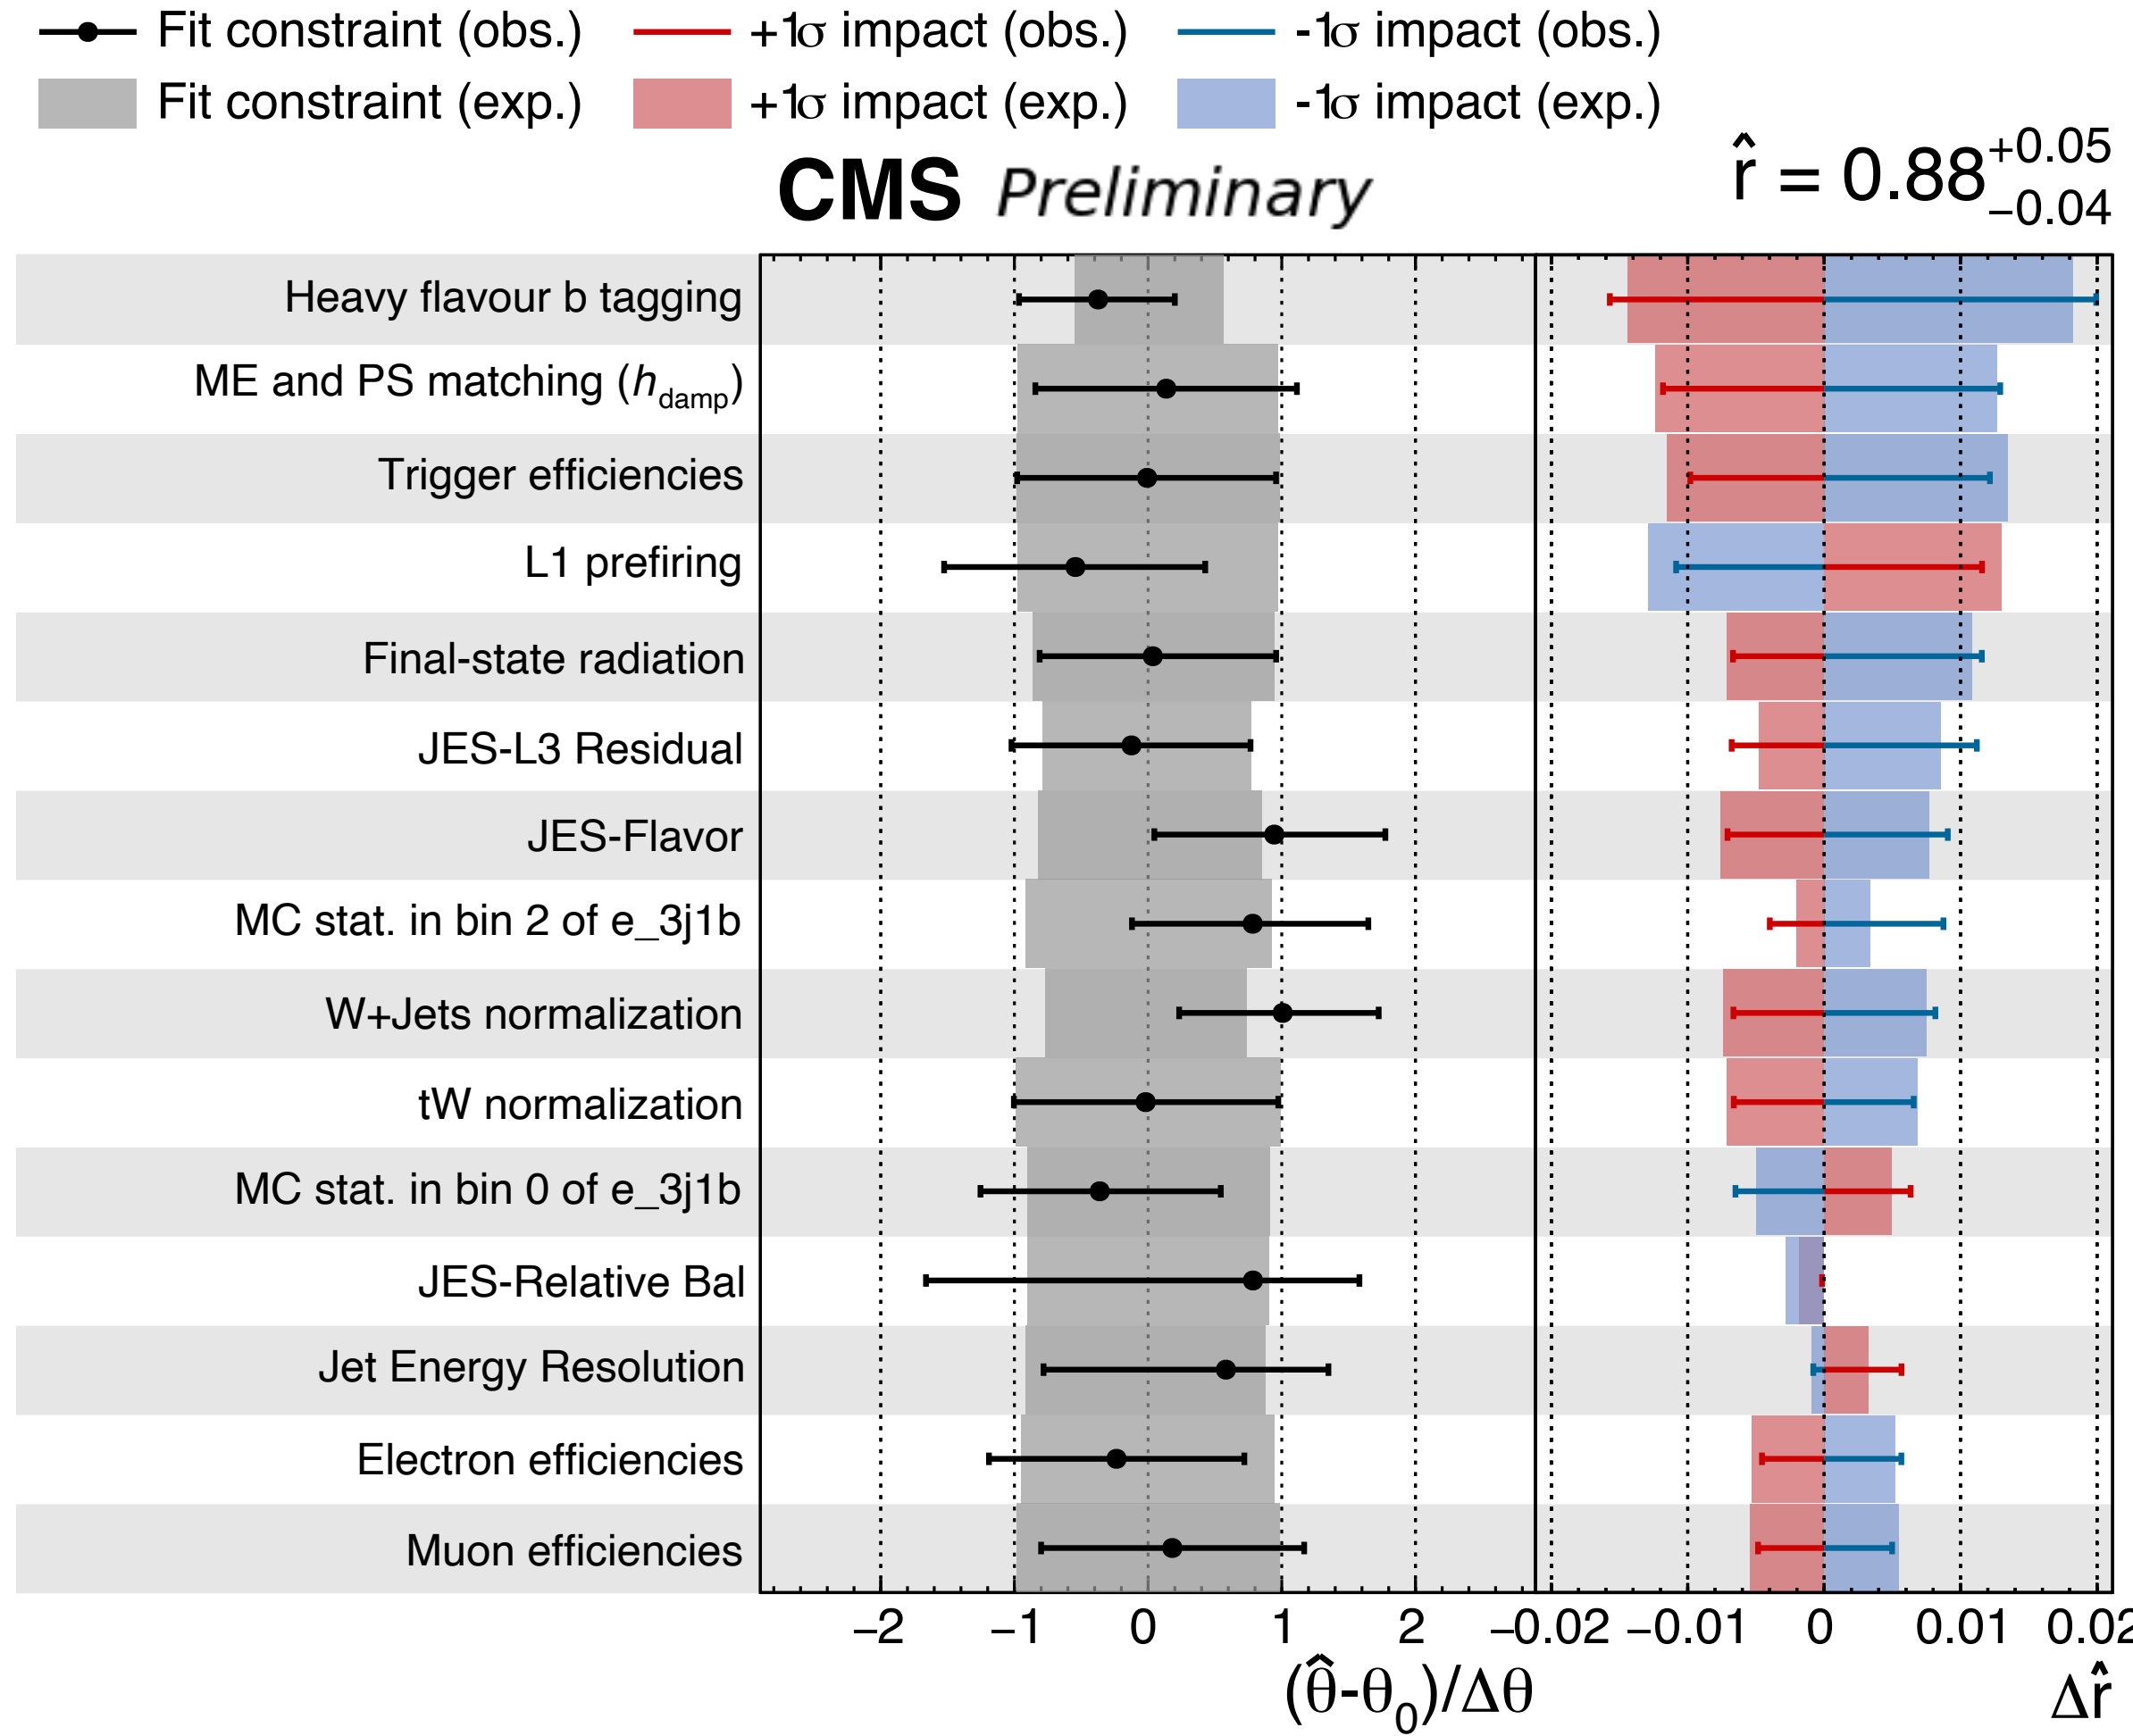 Fit constraint (obs.) +1σ impact (obs.) -1σ impact (obs.)
Fit constraint (exp.) +1σ impact (exp.) -1σ impact (exp.)
CMS Preliminary r̂ = 0.88 +0.05 −0.04
Heavy flavour b tagging
ME and PS matching (h_damp)
Trigger efficiencies
L1 prefiring
Final-state radiation
JES-L3 Residual
JES-Flavor
MC stat. in bin 2 of e_3j1b
W+Jets normalization
tW normalization
MC stat. in bin 0 of e_3j1b
JES-Relative Bal
Jet Energy Resolution
Electron efficiencies
Muon efficiencies
−2 −1 0 1 2 −0.02 −0.01 0 0.01 0.02
(θ̂-θ₀)/Δθ Δr̂